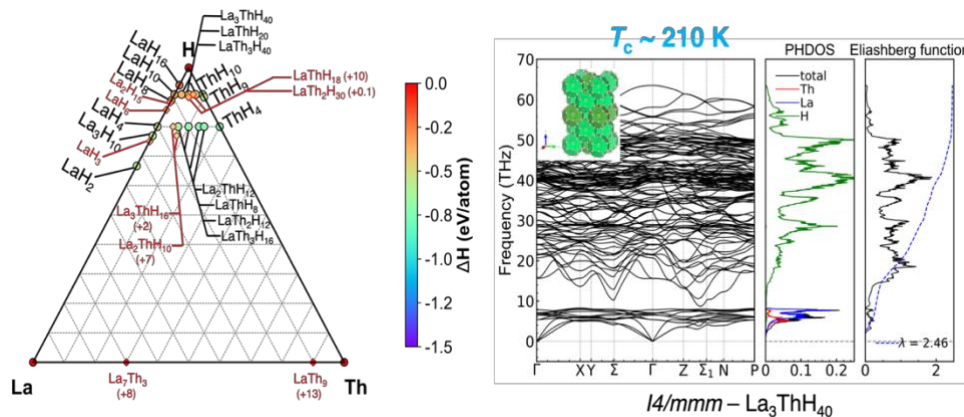 La₃ThH₄₀
LaThH₂₀
LaTh₃H₄₀
H
LaH₁₆
LaH₁₀
LaH₈
La₂H₁₅
LaH₆
LaH₄
La₃H₁₀
LaH₃
LaH₂
ThH₁₀
ThH₉
ThH₄
LaThH₁₈ (+10)
LaTh₂H₃₀ (+0.1)
La₂ThH₁₂
LaThH₈
LaTh₂H₁₂
LaTh₃H₁₆
La₃ThH₁₆
(+2)
La₂ThH₁₀
(+7)
La
La₇Th₃
(+8)
LaTh₉
(+13)
Th
0.0
-0.2
-0.4
-0.6
-0.8
-1.0
-1.2
-1.5
ΔH (eV/atom)
T_c ~ 210 K
PHDOS
Eliashberg function
70
60
50
40
30
20
10
0
Frequency (THz)
total
Th
La
H
λ = 2.46
Γ X Y Σ Γ Z Σ₁ N P
0 0.1 0.2
0 2
I4/mmm – La₃ThH₄₀